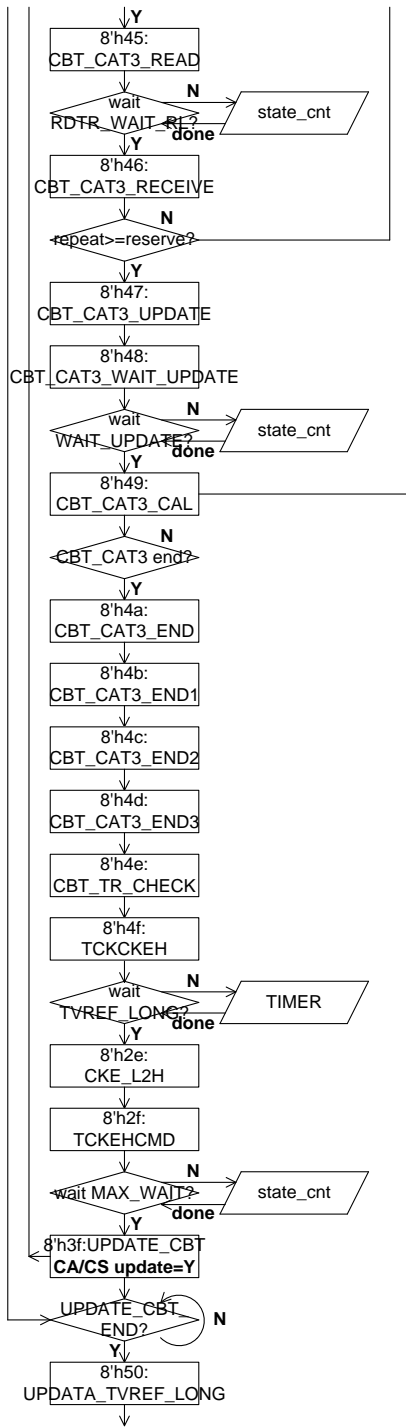 Y
8'h45:
CBT_CAT3_READ
wait
RDTR_WAIT_RL?
N
done
state_cnt
Y
8'h46:
CBT_CAT3_RECEIVE
N
repeat>=reserve?
Y
8'h47:
CBT_CAT3_UPDATE
8'h48:
CBT_CAT3_WAIT_UPDATE
wait
WAIT_UPDATE?
N
done
state_cnt
Y
8'h49:
CBT_CAT3_CAL
N
CBT_CAT3 end?
Y
8'h4a:
CBT_CAT3_END
8'h4b:
CBT_CAT3_END1
8'h4c:
CBT_CAT3_END2
8'h4d:
CBT_CAT3_END3
8'h4e:
CBT_TR_CHECK
8'h4f:
TCKCKEH
wait
TVREF_LONG?
N
done
TIMER
Y
8'h2e:
CKE_L2H
8'h2f:
TCKEHCMD
wait MAX_WAIT?
N
done
state_cnt
Y
8'h3f:UPDATE_CBT
CA/CS update=Y
UPDATE_CBT_
END?
N
Y
8'h50:
UPDATA_TVREF_LONG